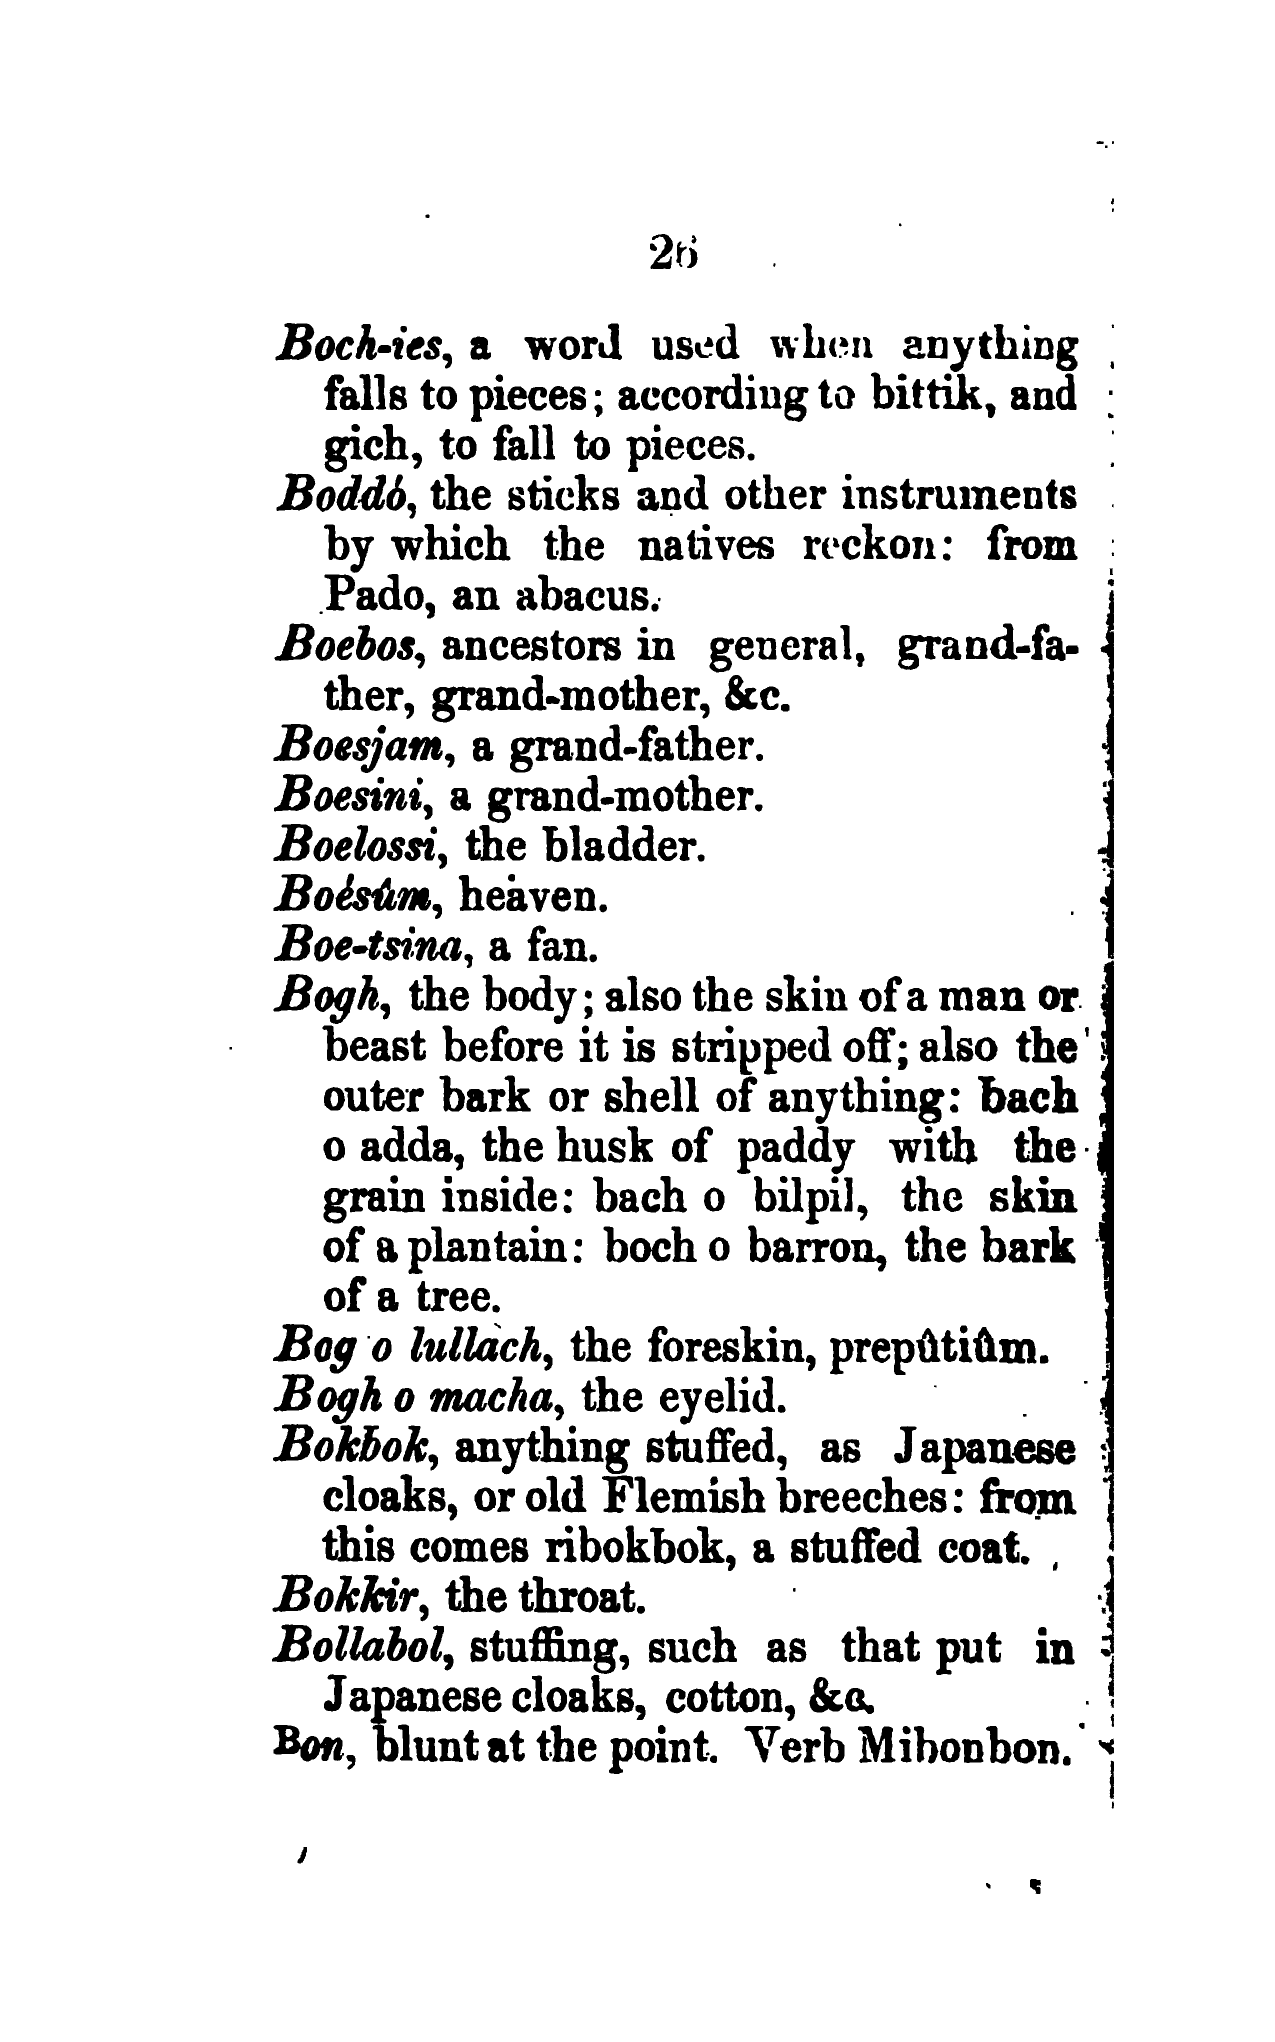 26
Boch-ies, a word used when anything
falls to pieces; according to bittik, and
gich, to fall to pieces.
Boddó, the sticks and other instruments
by which the natives reckon: from
Pado, an abacus.
Boebos, ancestors in general, grand-fa-
ther, grand-mother, &c.
Boesjam, a grand-father.
Boesini, a grand-mother.
Boelossi, the bladder.
Boésûm, heaven.
Boe-tsina, a fan.
Bogh, the body; also the skin of a man or
beast before it is stripped off; also the
outer bark or shell of anything: bach
o adda, the husk of paddy with the
grain inside: bach o bilpil, the skin
of a plantain: boch o barron, the bark
of a tree.
Bog o lullàch, the foreskin, prepûtiûm.
Bogh o macha, the eyelid.
Bokbok, anything stuffed, as Japanese
cloaks, or old Flemish breeches: from
this comes ribokbok, a stuffed coat.
Bokkir, the throat.
Bollabol, stuffing, such as that put in
Japanese cloaks, cotton, &c.
Bon, blunt at the point. Verb Mibonbon.